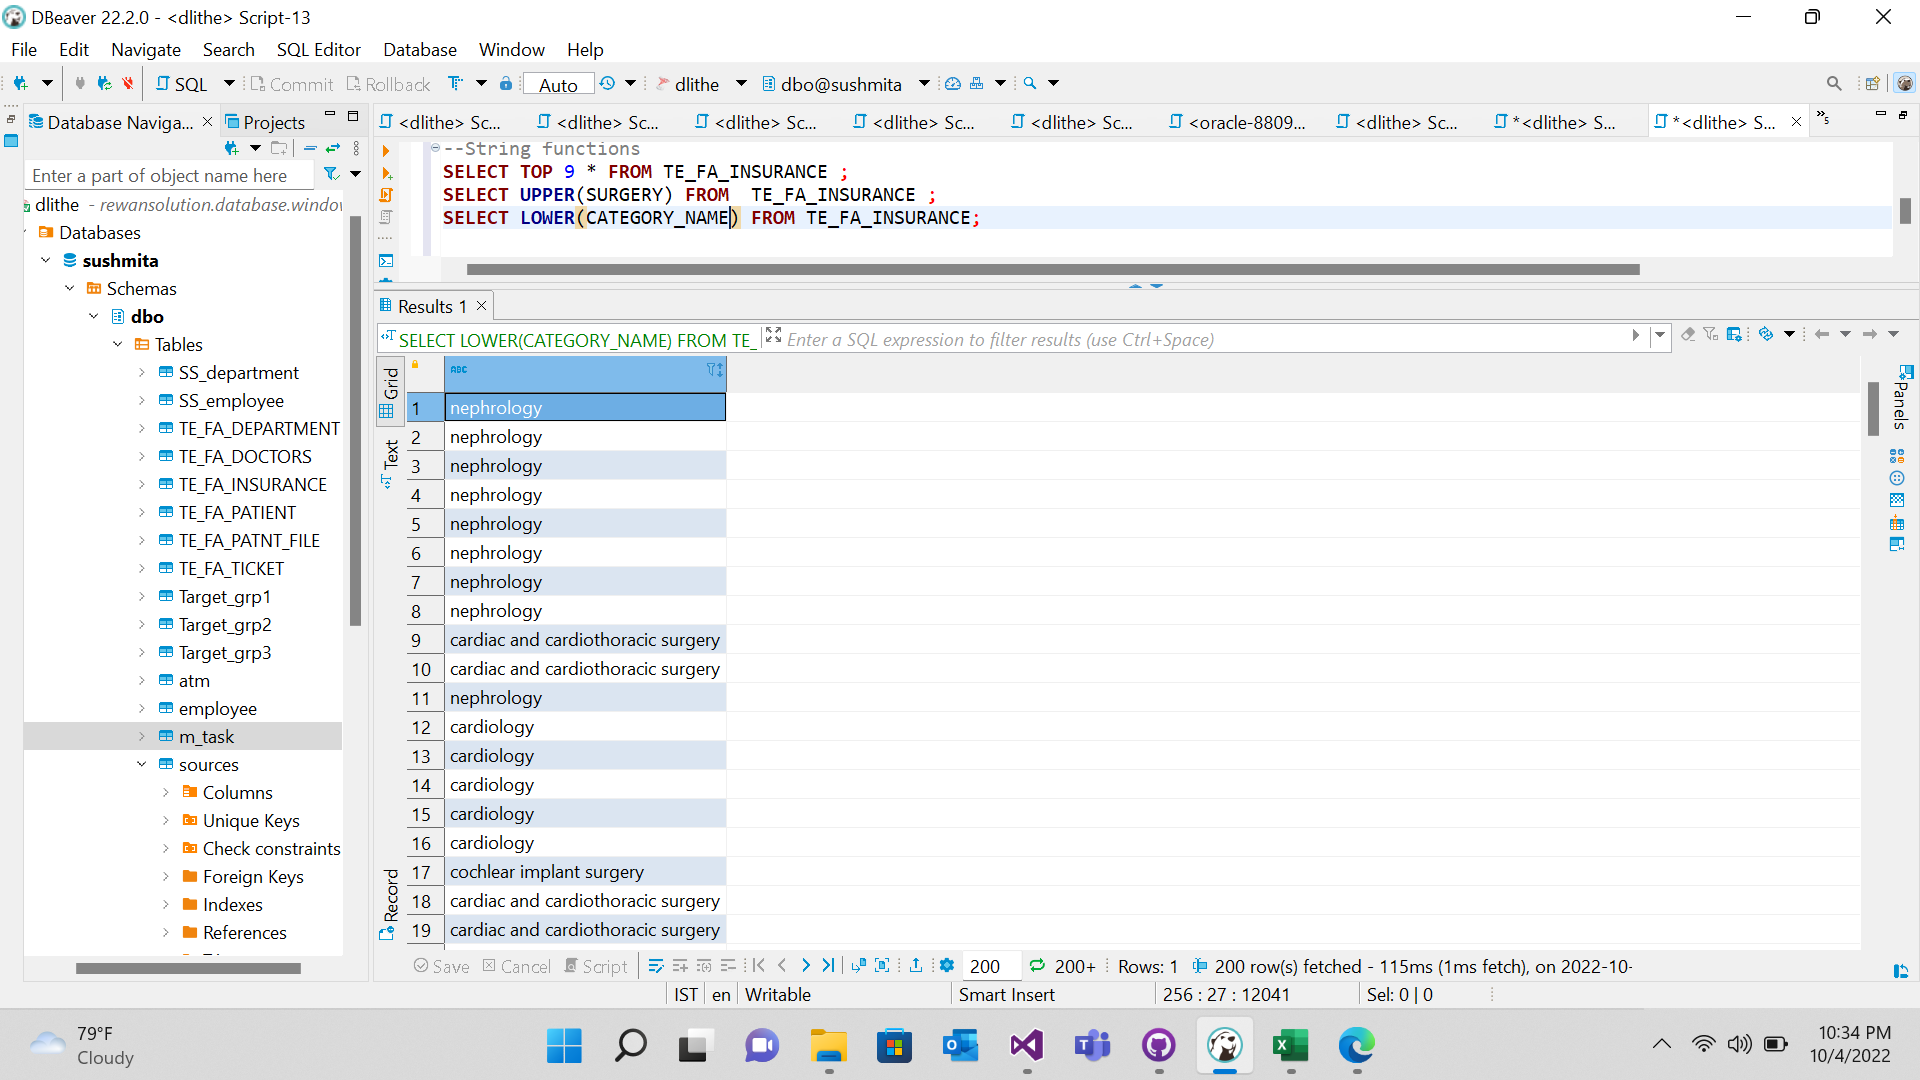 DBeaver 22.2.0 - <dlithe> Script-13
File Edit Navigate Search SQL Editor Database Window Help
SQL Commit Rollback Auto dlithe dbo@sushmita
Database Naviga... Projects
<dlithe> Sc... <dlithe> Sc... <dlithe> Sc... <dlithe> Sc... <dlithe> Sc... <oracle-8809... <dlithe> Sc... *<dlithe> S... *<dlithe> S... »5
Enter a part of object name here
dlithe - rewansolution.database.window
Databases
sushmita
Schemas
dbo
Tables
SS_department
SS_employee
TE_FA_DEPARTMENT
TE_FA_DOCTORS
TE_FA_INSURANCE
TE_FA_PATIENT
TE_FA_PATNT_FILE
TE_FA_TICKET
Target_grp1
Target_grp2
Target_grp3
atm
employee
m_task
sources
Columns
Unique Keys
Check constraints
Foreign Keys
Indexes
References
--String functions
SELECT TOP 9 * FROM TE_FA_INSURANCE ;
SELECT UPPER(SURGERY) FROM  TE_FA_INSURANCE ;
SELECT LOWER(CATEGORY_NAME) FROM TE_FA_INSURANCE;
Results 1
SELECT LOWER(CATEGORY_NAME) FROM TE_ Enter a SQL expression to filter results (use Ctrl+Space)
Grid
Text
Record
Panels
ABC
1 nephrology
2 nephrology
3 nephrology
4 nephrology
5 nephrology
6 nephrology
7 nephrology
8 nephrology
9 cardiac and cardiothoracic surgery
10 cardiac and cardiothoracic surgery
11 nephrology
12 cardiology
13 cardiology
14 cardiology
15 cardiology
16 cardiology
17 cochlear implant surgery
18 cardiac and cardiothoracic surgery
19 cardiac and cardiothoracic surgery
Save Cancel Script 200 200+ Rows: 1 200 row(s) fetched - 115ms (1ms fetch), on 2022-10-
IST en Writable Smart Insert 256 : 27 : 12041 Sel: 0 | 0
79°F
Cloudy
10:34 PM
10/4/2022